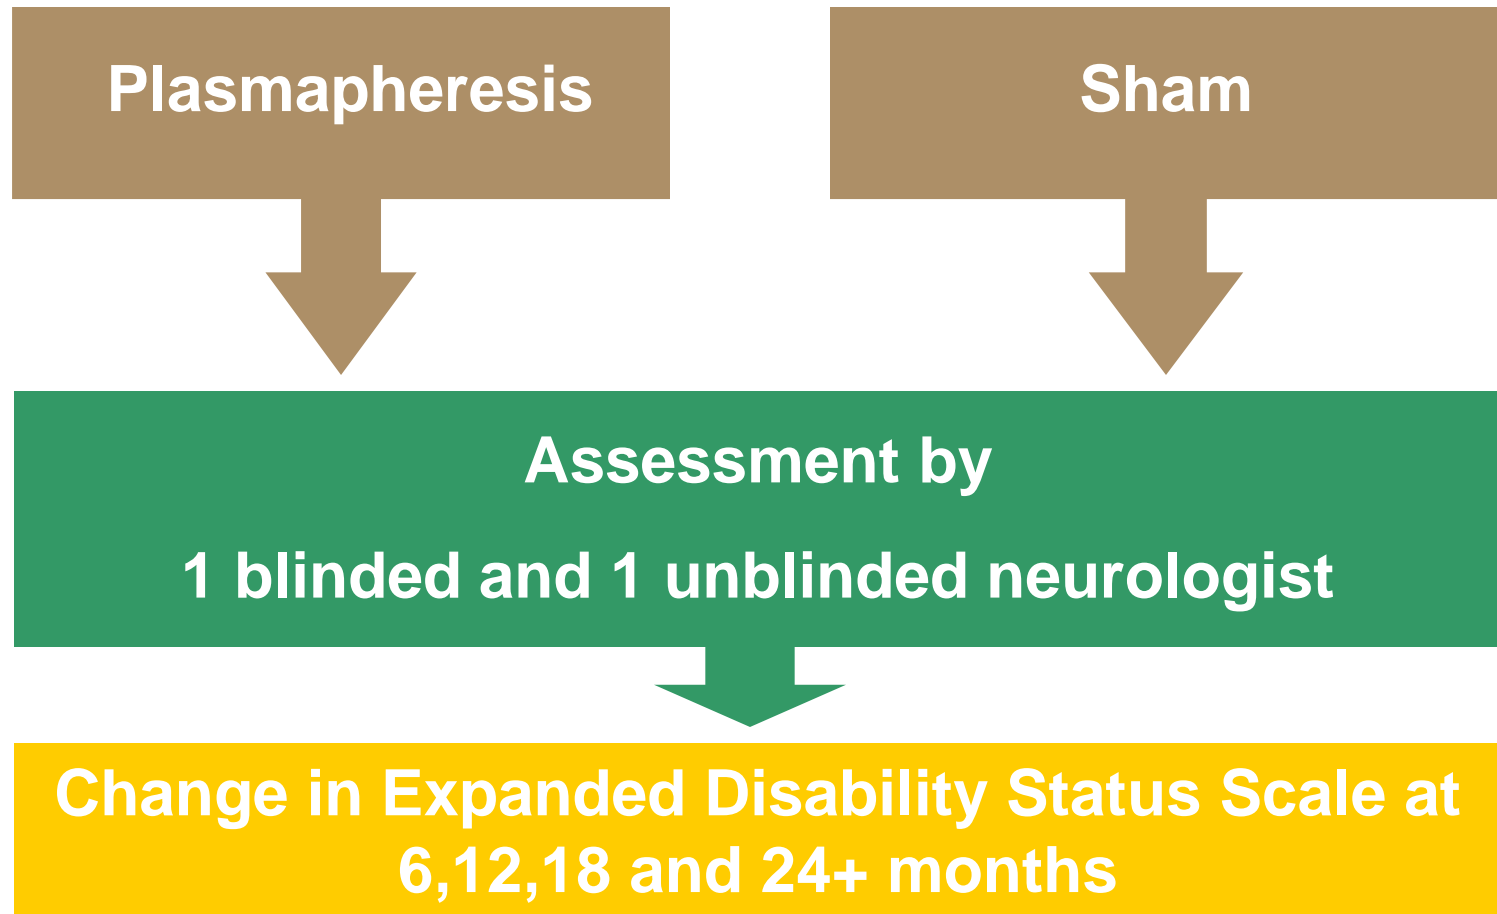 Plasmapheresis
Sham
Assessment by
1 blinded and 1 unblinded neurologist
Change in Expanded Disability Status Scale at
6,12,18 and 24+ months